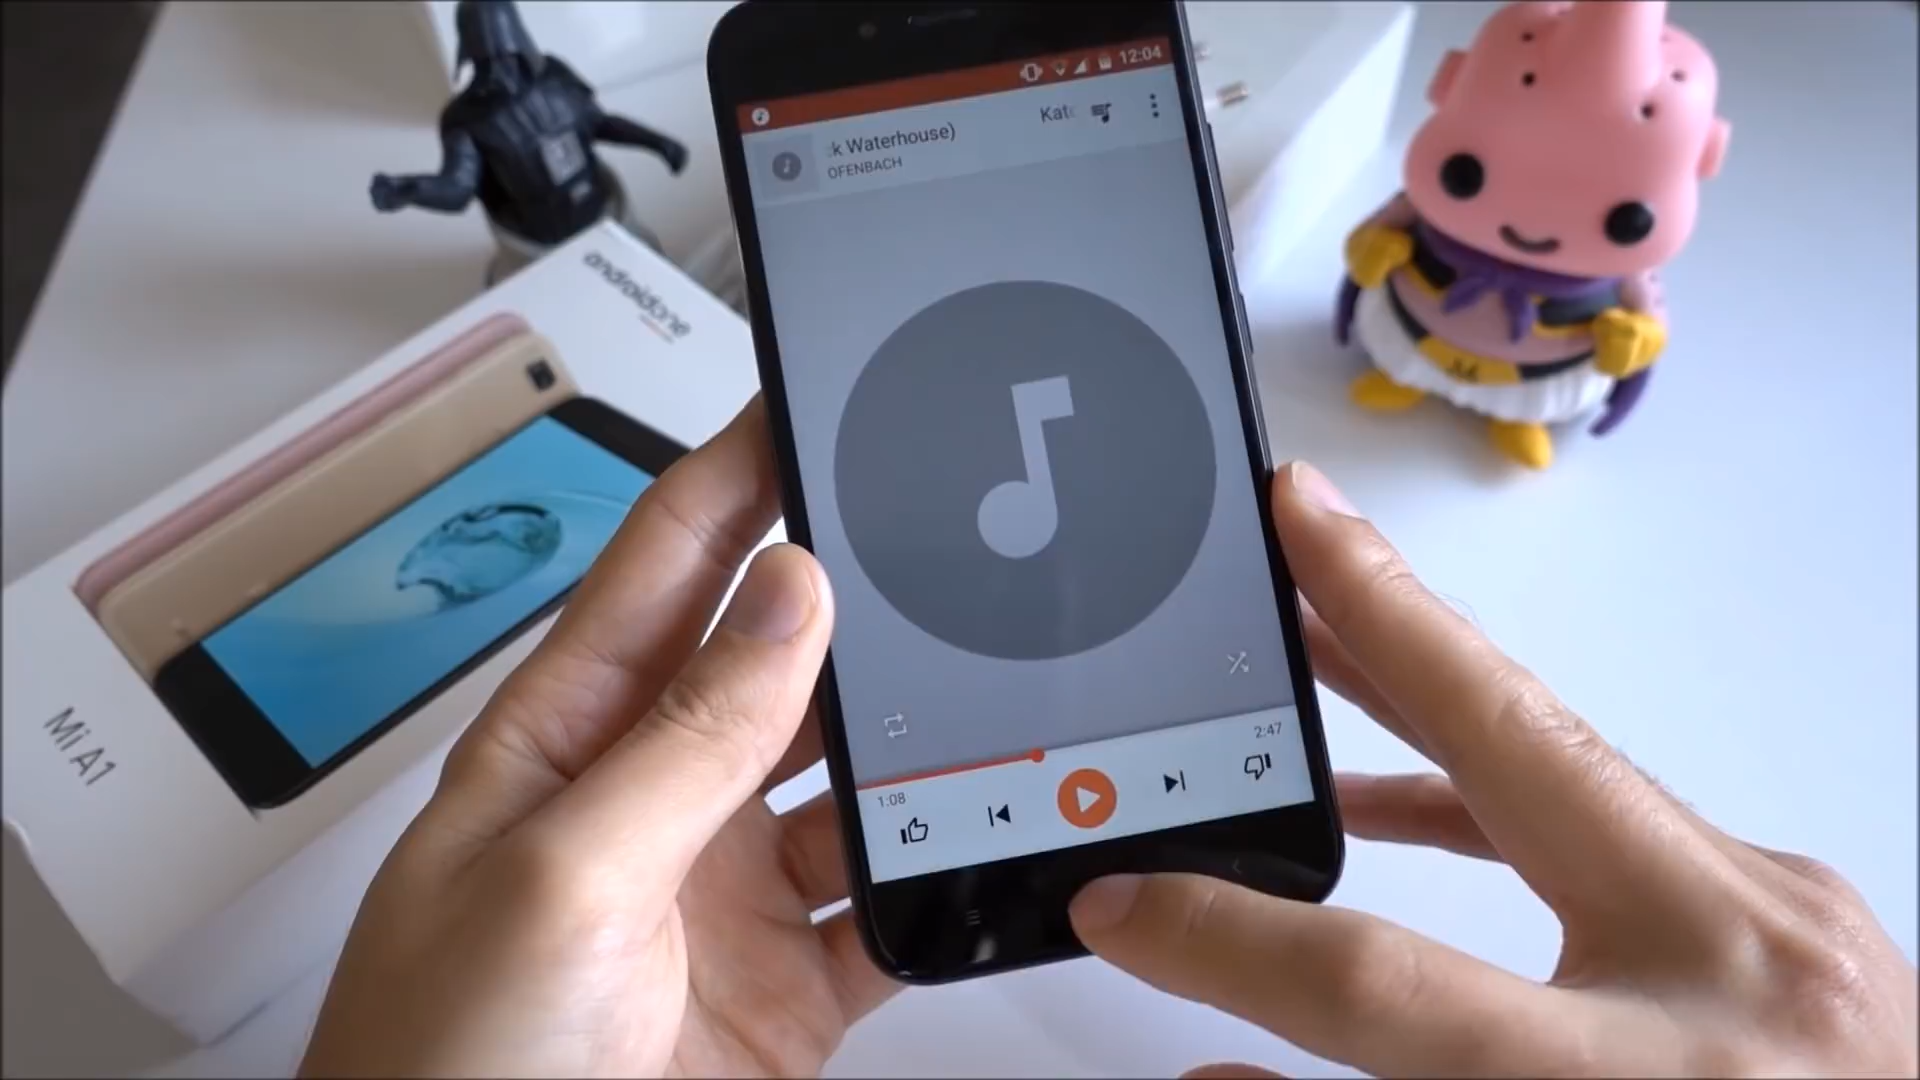 12:04
:k Waterhouse)
Kat
OFENBACH
androidone
2:47
1:08
Mi A1
M